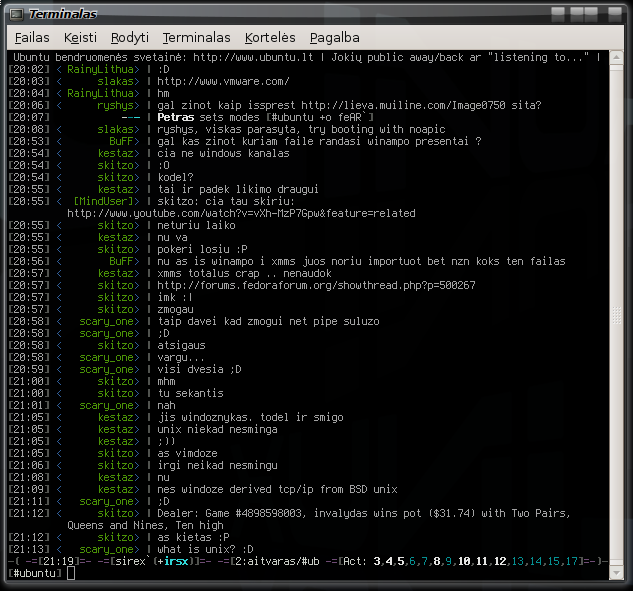 Terminalas
Failas Keisti Rodyti Terminalas Kortelės Pagalba
Ubuntu bendruomenės svetainė: http://www.ubuntu.lt | Jokių public away/back ar "listening to..." |
[20:02] < RainyLithua> | :D
[20:03] < slakas> | http://www.vmware.com/
[20:04] < RainyLithua> | hm
[20:06] < ryshys> | gal zinot kaip issprest http://lieva.muiline.com/Image0750 sita?
[20:07] --- | Petras sets modes [#ubuntu +o feAR`]
[20:08] < slakas> | ryshys, viskas parasyta, try booting with noapic
[20:53] < BuFF> | gal kas zinot kuriam faile randasi winampo presentai ?
[20:54] < kestaz> | cia ne windows kanalas
[20:54] < skitzo> | :O
[20:54] < skitzo> | kodel?
[20:55] < kestaz> | tai ir padek likimo draugui
[20:55] < [MindUser]> | skitzo: cia tau skiriu:
http://www.youtube.com/watch?v=vXh-MzP7Gpw&feature=related
[20:55] < skitzo> | neturiu laiko
[20:55] < kestaz> | nu va
[20:55] < skitzo> | pokeri losiu :P
[20:56] < BuFF> | nu as is winampo i xmms juos noriu importuot bet nzn koks ten failas
[20:57] < kestaz> | xmms totalus crap .. nenaudok
[20:57] < skitzo> | http://forums.fedoraforum.org/showthread.php?p=500267
[20:57] < skitzo> | imk :|
[20:57] < skitzo> | zmogau
[20:58] < scary_one> | taip davei kad zmogui net pipe suluzo
[20:58] < scary_one> | ;D
[20:58] < skitzo> | atsigaus
[20:58] < scary_one> | vargu...
[20:59] < scary_one> | visi dvesia ;D
[21:00] < skitzo> | mhm
[21:00] < skitzo> | tu sekantis
[21:01] < scary_one> | nah
[21:05] < kestaz> | jis windoznykas. todel ir smigo
[21:05] < kestaz> | unix niekad nesminga
[21:05] < kestaz> | ;))
[21:05] < skitzo> | as vimdoze
[21:06] < skitzo> | irgi neikad nesmingu
[21:08] < kestaz> | nu
[21:09] < kestaz> | nes windoze derived tcp/ip from BSD unix
[21:11] < scary_one> | ;D
[21:12] < skitzo> | Dealer: Game #4898598003, invalydas wins pot ($31.74) with Two Pairs,
Queens and Nines, Ten high
[21:12] < skitzo> | as kietas :P
[21:13] < scary_one> | what is unix? :D
-( -=[21:19]=- -=[sirex`(+irsx)]=- -=[2:aitvaras/#ub -=[Act: 3,4,5,6,7,8,9,10,11,12,13,14,15,17]=-)-
[#ubuntu]